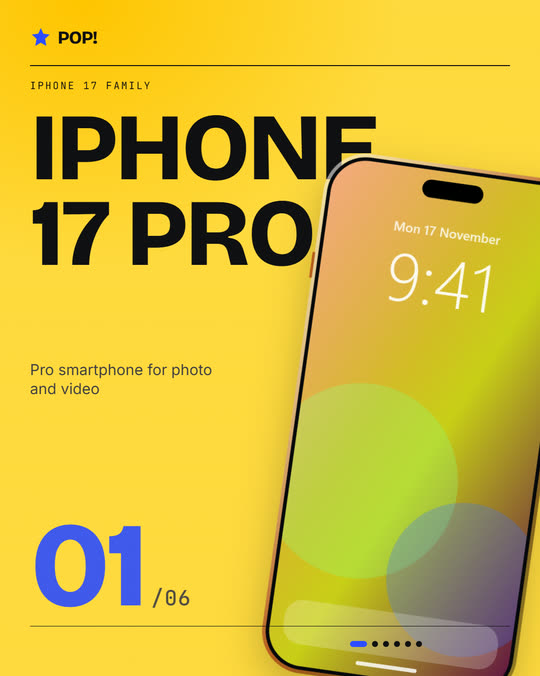 POP!
IPHONE 17 FAMILY
IPHONE
17 PRO
Mon 17 November
9:41
Pro smartphone for photo
and video
01/06